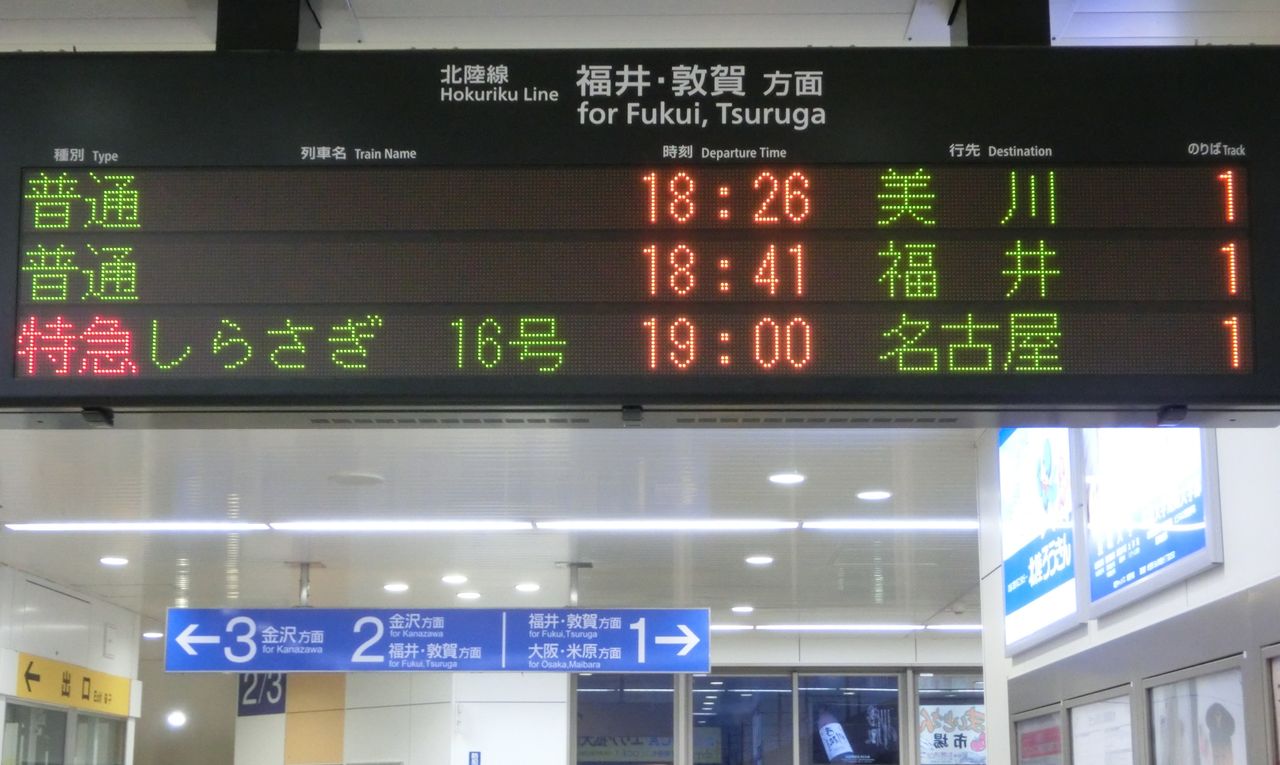 北陸線 福井・敦賀 方面
Hokuriku Line for Fukui, Tsuruga
種別 Type 列車名 Train Name 時刻 Departure Time 行先 Destination のりば Track
普通 18:26 美川 1
普通 18:41 福井 1
特急 しらさぎ 16号 19:00 名古屋 1
← 3 金沢方面 for Kanazawa
2 金沢方面 for Kanazawa
福井・敦賀方面 for Fukui,Tsuruga
福井・敦賀方面 for Fukui,Tsuruga
大阪・米原方面 for Osaka,Maibara
1 →
← 出口 Exit
2/3
市場